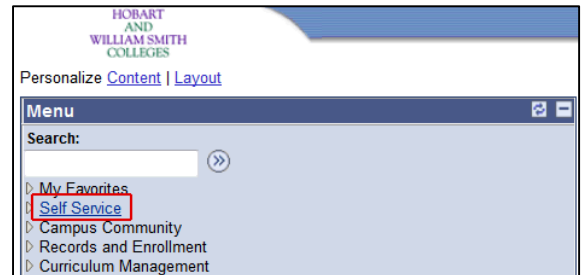 HOBART
AND
WILLIAM SMITH
COLLEGES
Personalize Content | Layout
Menu
Search:
My Favorites
Self Service
Campus Community
Records and Enrollment
Curriculum Management